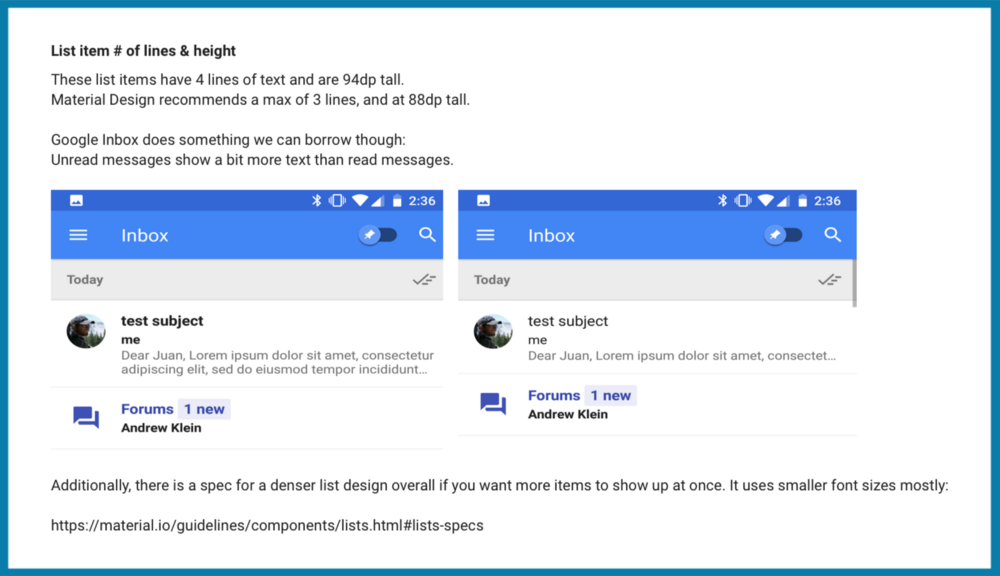 List item # of lines & height
These list items have 4 lines of text and are 94dp tall.
Material Design recommends a max of 3 lines, and at 88dp tall.
Google Inbox does something we can borrow though:
Unread messages show a bit more text than read messages.
2:36
Inbox
Today
test subject
me
Dear Juan, Lorem ipsum dolor sit amet, consectetur
adipiscing elit, sed do eiusmod tempor incididunt...
Forums 1 new
Andrew Klein
2:36
Inbox
Today
test subject
me
Dear Juan, Lorem ipsum dolor sit amet, consectet...
Forums 1 new
Andrew Klein
Additionally, there is a spec for a denser list design overall if you want more items to show up at once. It uses smaller font sizes mostly:
https://material.io/guidelines/components/lists.html#lists-specs